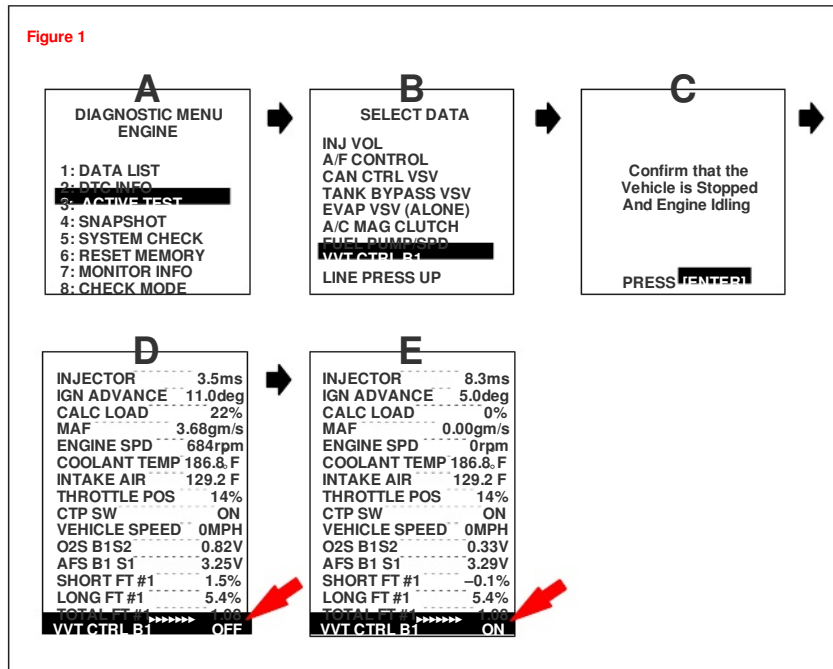 Figure 1
A
DIAGNOSTIC MENU
ENGINE
1: DATA LIST
2: DTC INFO
3: ACTIVE TEST
4: SNAPSHOT
5: SYSTEM CHECK
6: RESET MEMORY
7: MONITOR INFO
8: CHECK MODE
B
SELECT DATA
INJ VOL
A/F CONTROL
CAN CTRL VSV
TANK BYPASS VSV
EVAP VSV (ALONE)
A/C MAG CLUTCH
FUEL PUMP/SPD
VVT CTRL B1
LINE PRESS UP
C
Confirm that the
Vehicle is Stopped
And Engine Idling
PRESS [ENTER]
D
INJECTOR 3.5ms
IGN ADVANCE 11.0deg
CALC LOAD 22%
MAF 3.68gm/s
ENGINE SPD 684rpm
COOLANT TEMP 186.8°F
INTAKE AIR 129.2 F
THROTTLE POS 14%
CTP SW ON
VEHICLE SPEED 0MPH
O2S B1S2 0.82V
AFS B1 S1 3.25V
SHORT FT #1 1.5%
LONG FT #1 5.4%
TOTAL FT #1 1.08
VVT CTRL B1 OFF
E
INJECTOR 8.3ms
IGN ADVANCE 5.0deg
CALC LOAD 0%
MAF 0.00gm/s
ENGINE SPD 0rpm
COOLANT TEMP 186.8°F
INTAKE AIR 129.2 F
THROTTLE POS 14%
CTP SW ON
VEHICLE SPEED 0MPH
O2S B1S2 0.33V
AFS B1 S1 3.29V
SHORT FT #1 –0.1%
LONG FT #1 5.4%
TOTAL FT #1 1.08
VVT CTRL B1 ON